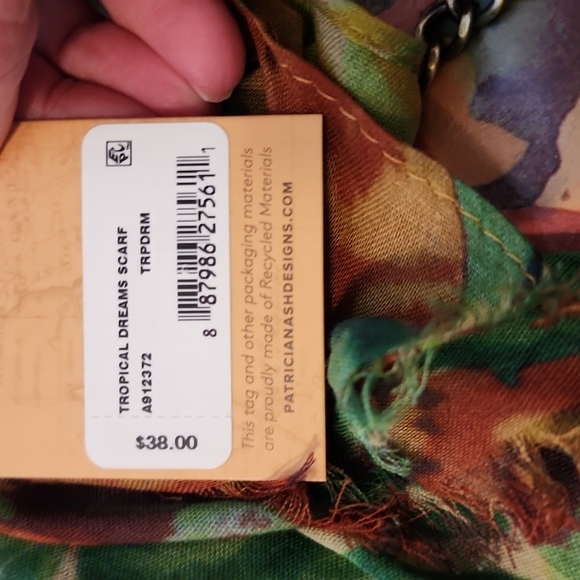 TROPICAL DREAMS SCARF
A912372 TRPDRM
8 87986 27561 1
$38.00
This tag and other packaging materials
are proudly made of Recycled Materials
PATRICIANASHDESIGNS.COM